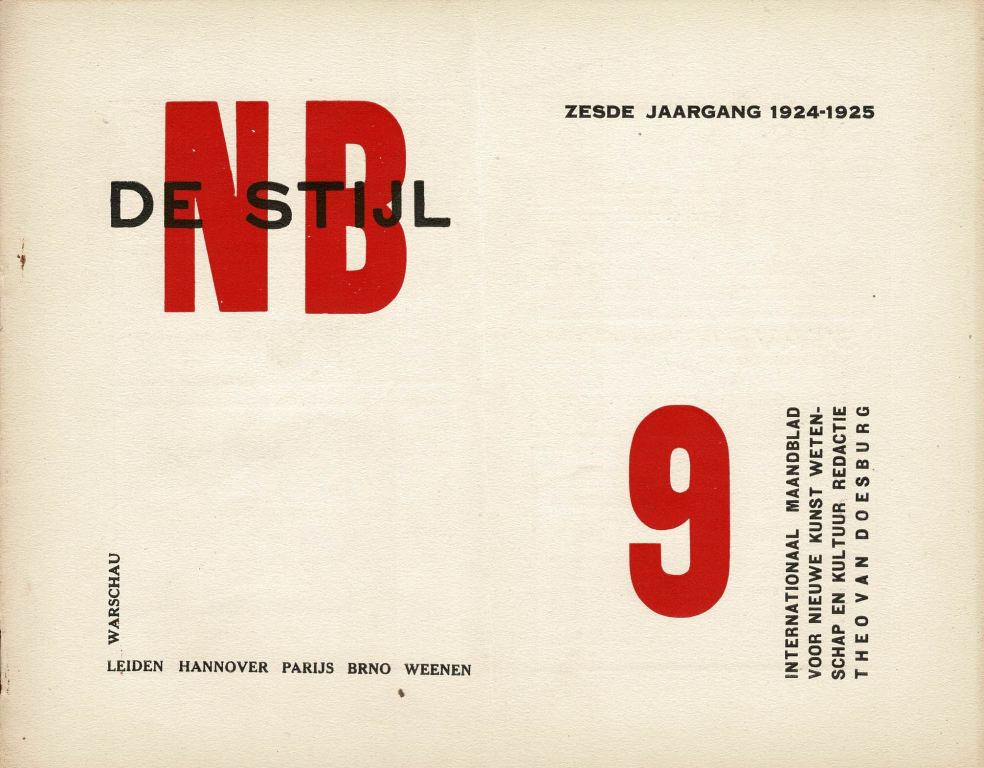 NB
DE STIJL
ZESDE JAARGANG 1924-1925
9
INTERNATIONAAL MAANDBLAD
VOOR NIEUWE KUNST WETEN-
SCHAP EN KULTUUR REDACTIE
THEO VAN DOESBURG
WARSCHAU
LEIDEN HANNOVER PARIJS BRNO WEENEN